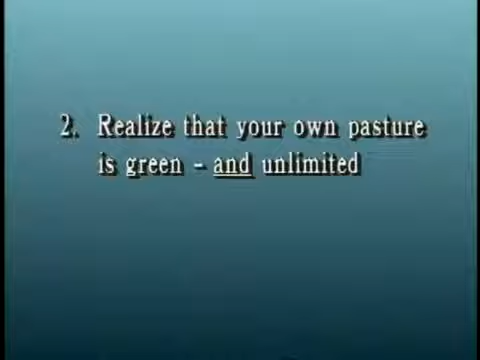 2. Realize that your own pasture
is green - and unlimited